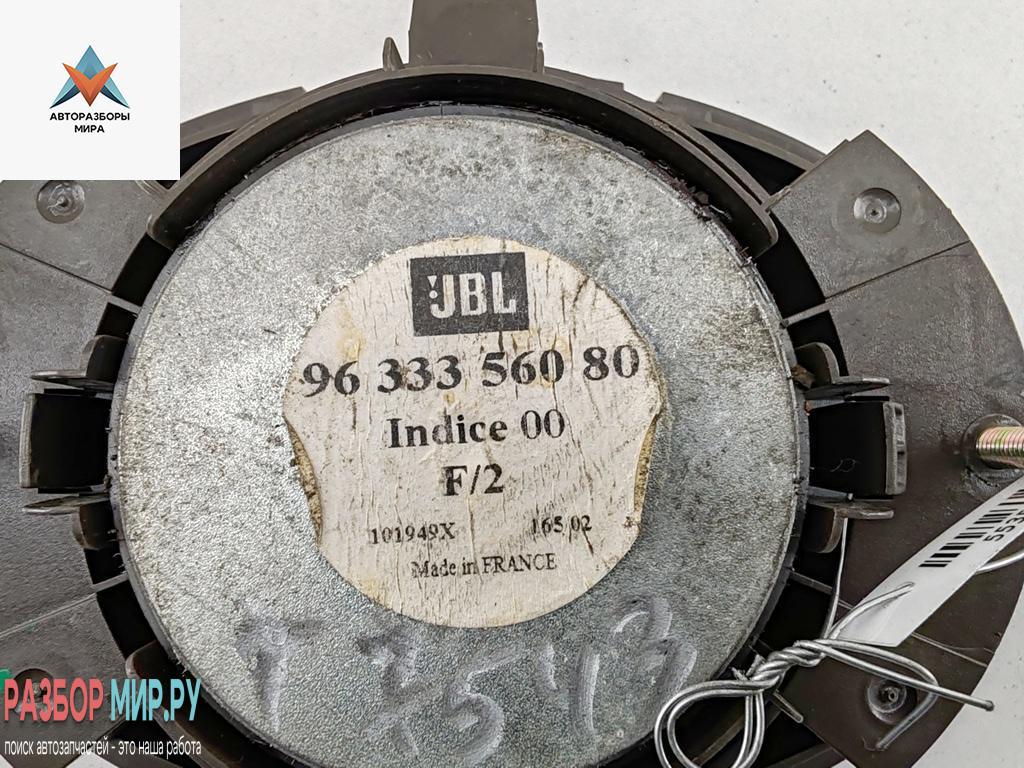 АВТОРАЗБОРЫ
МИРА
JBL
96 333 560 80
Indice 00
F/2
101949X 165/02
Made in FRANCE
7543
РАЗБОР МИР.РУ
поиск автозапчастей - это наша работа